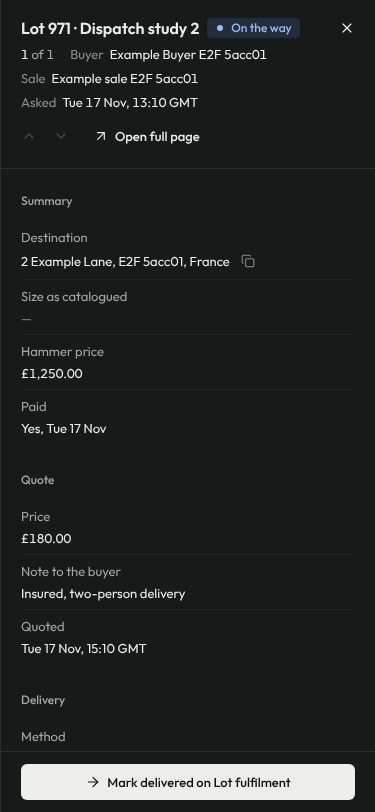 Lot 971 · Dispatch study 2 On the way
1 of 1 Buyer Example Buyer E2F 5acc01
Sale Example sale E2F 5acc01
Asked Tue 17 Nov, 13:10 GMT
Open full page
Summary
Destination
2 Example Lane, E2F 5acc01, France
Size as catalogued
—
Hammer price
£1,250.00
Paid
Yes, Tue 17 Nov
Quote
Price
£180.00
Note to the buyer
Insured, two-person delivery
Quoted
Tue 17 Nov, 15:10 GMT
Delivery
Method
Mark delivered on Lot fulfilment